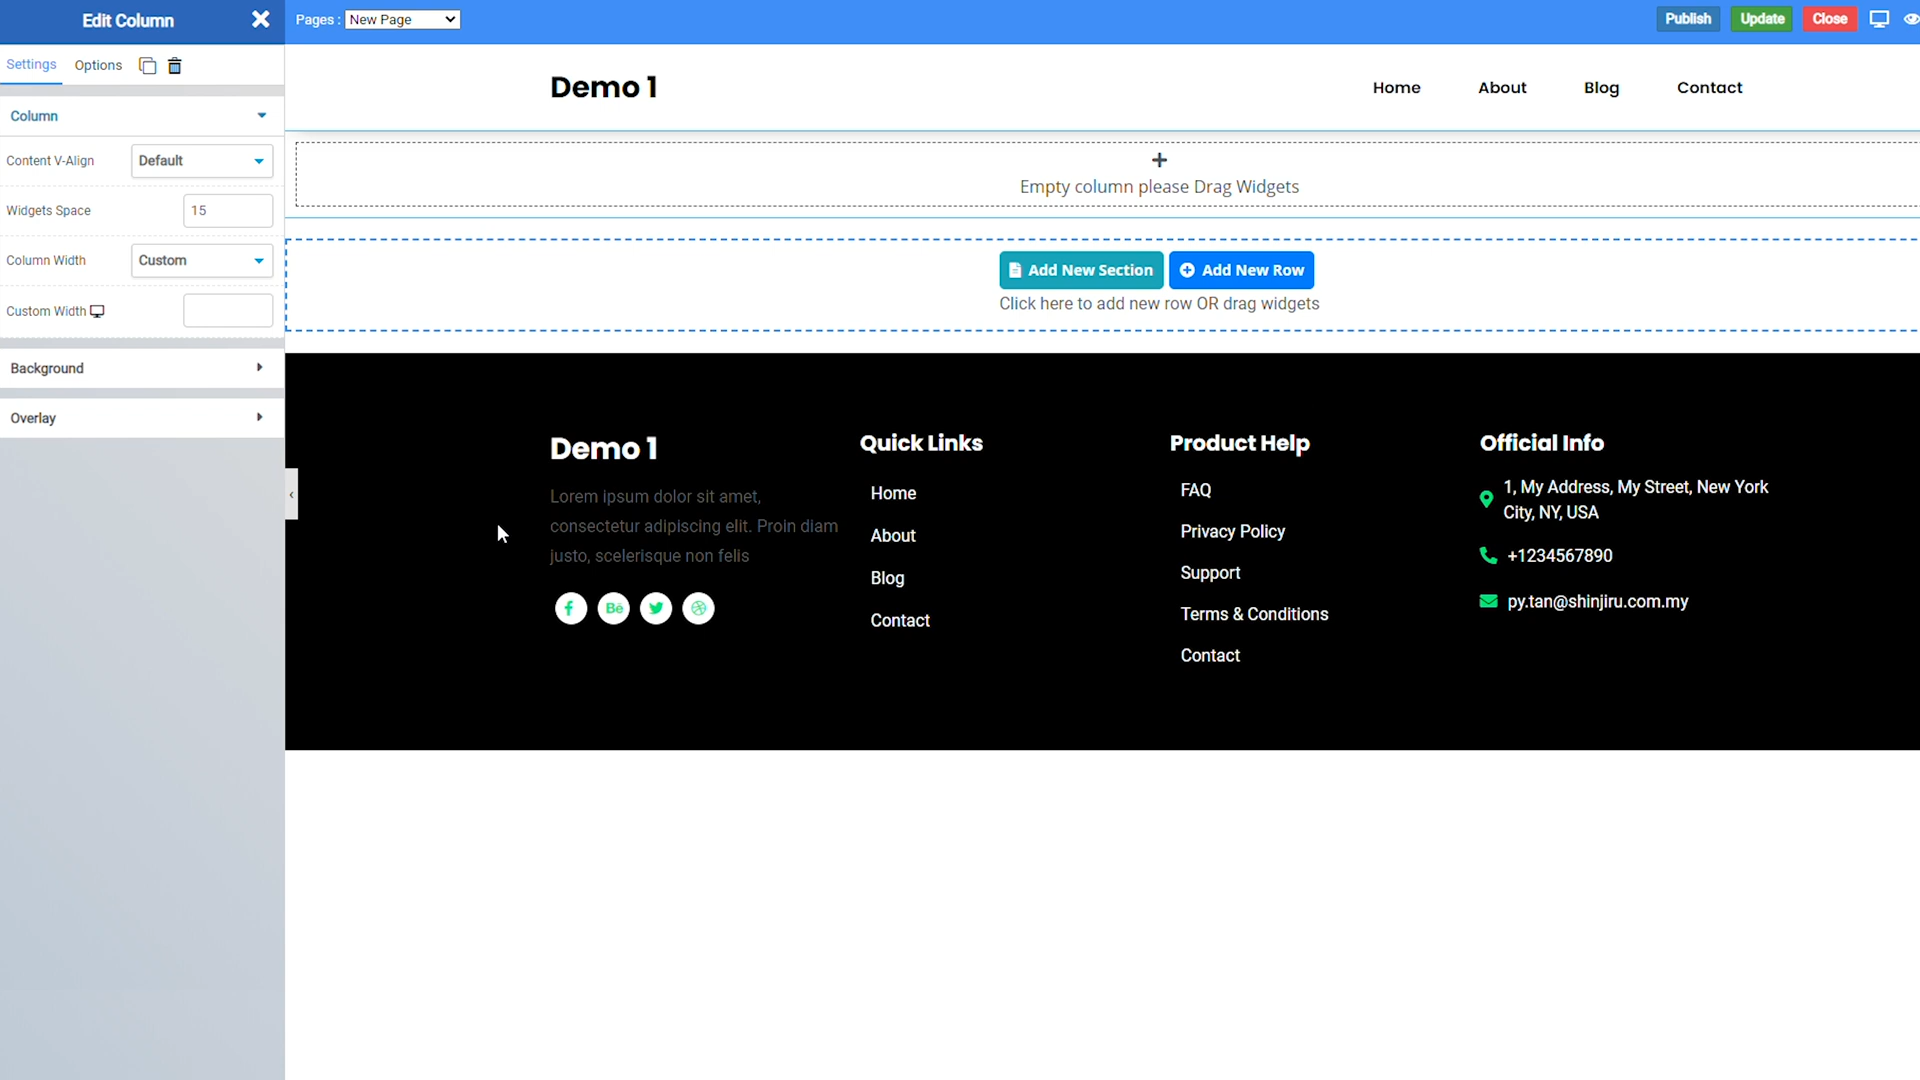 Edit Column
Pages : New Page
Publish Update Close
Settings Options
Demo 1
Home About Blog Contact
Column
Content V-Align Default
Widgets Space 15
Column Width Custom
Custom Width
Background
Overlay
Empty column please Drag Widgets
Add New Section Add New Row
Click here to add new row OR drag widgets
Demo 1
Lorem ipsum dolor sit amet,
consectetur adipiscing elit. Proin diam
justo, scelerisque non felis
Bē
Quick Links
Home
About
Blog
Contact
Product Help
FAQ
Privacy Policy
Support
Terms & Conditions
Contact
Official Info
1, My Address, My Street, New York
City, NY, USA
+1234567890
py.tan@shinjiru.com.my